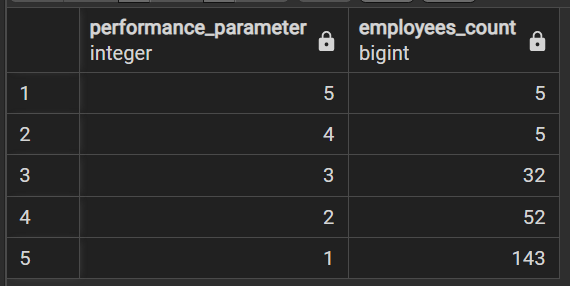 performance_parameter employees_count
integer bigint
1 5 5
2 4 5
3 3 32
4 2 52
5 1 143